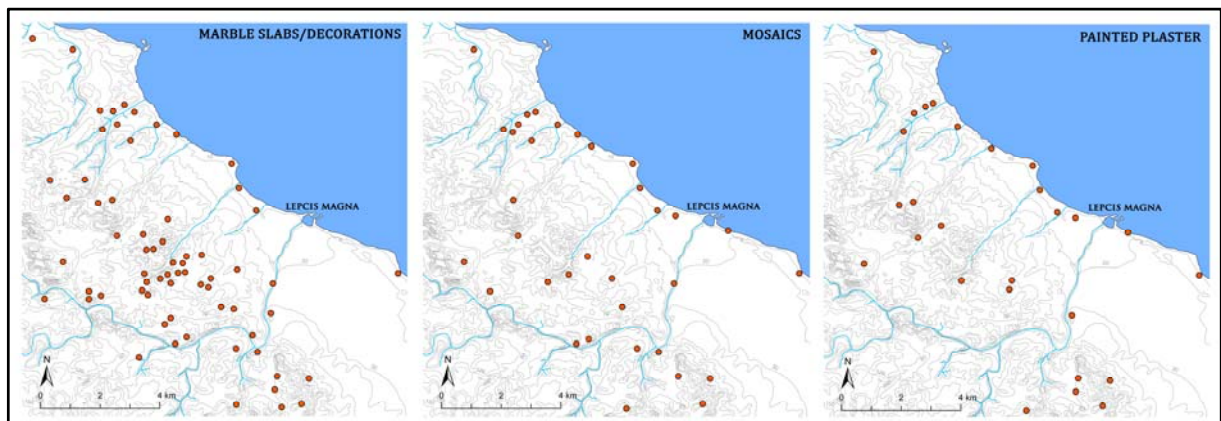 MARBLE SLABS/DECORATIONS
LEPCIS MAGNA
N
0 2 4 km
MOSAICS
LEPCIS MAGNA
N
0 2 4 km
PAINTED PLASTER
LEPCIS MAGNA
N
0 2 4 km